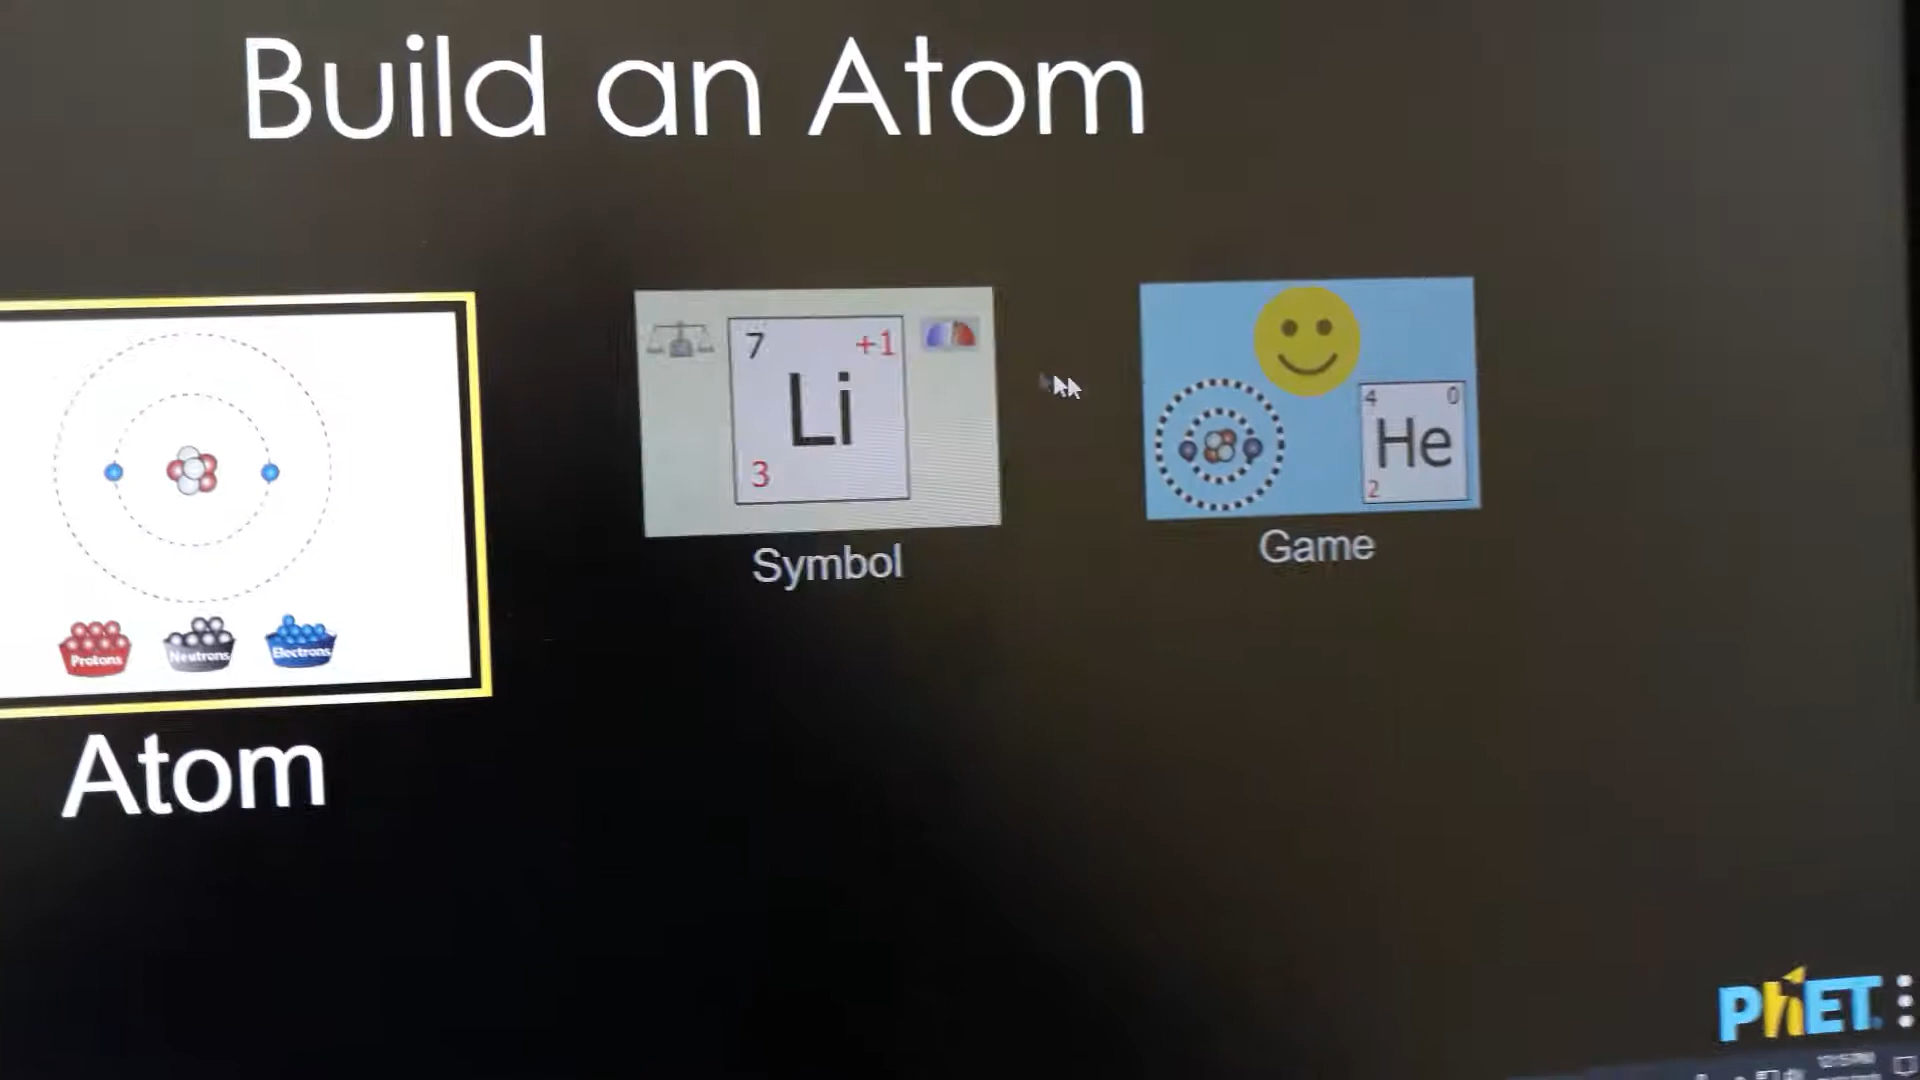 Build an Atom
7 +1
Li
3
4 0
He
2
Protons Neutrons Electrons
Symbol
Game
Atom
PhET